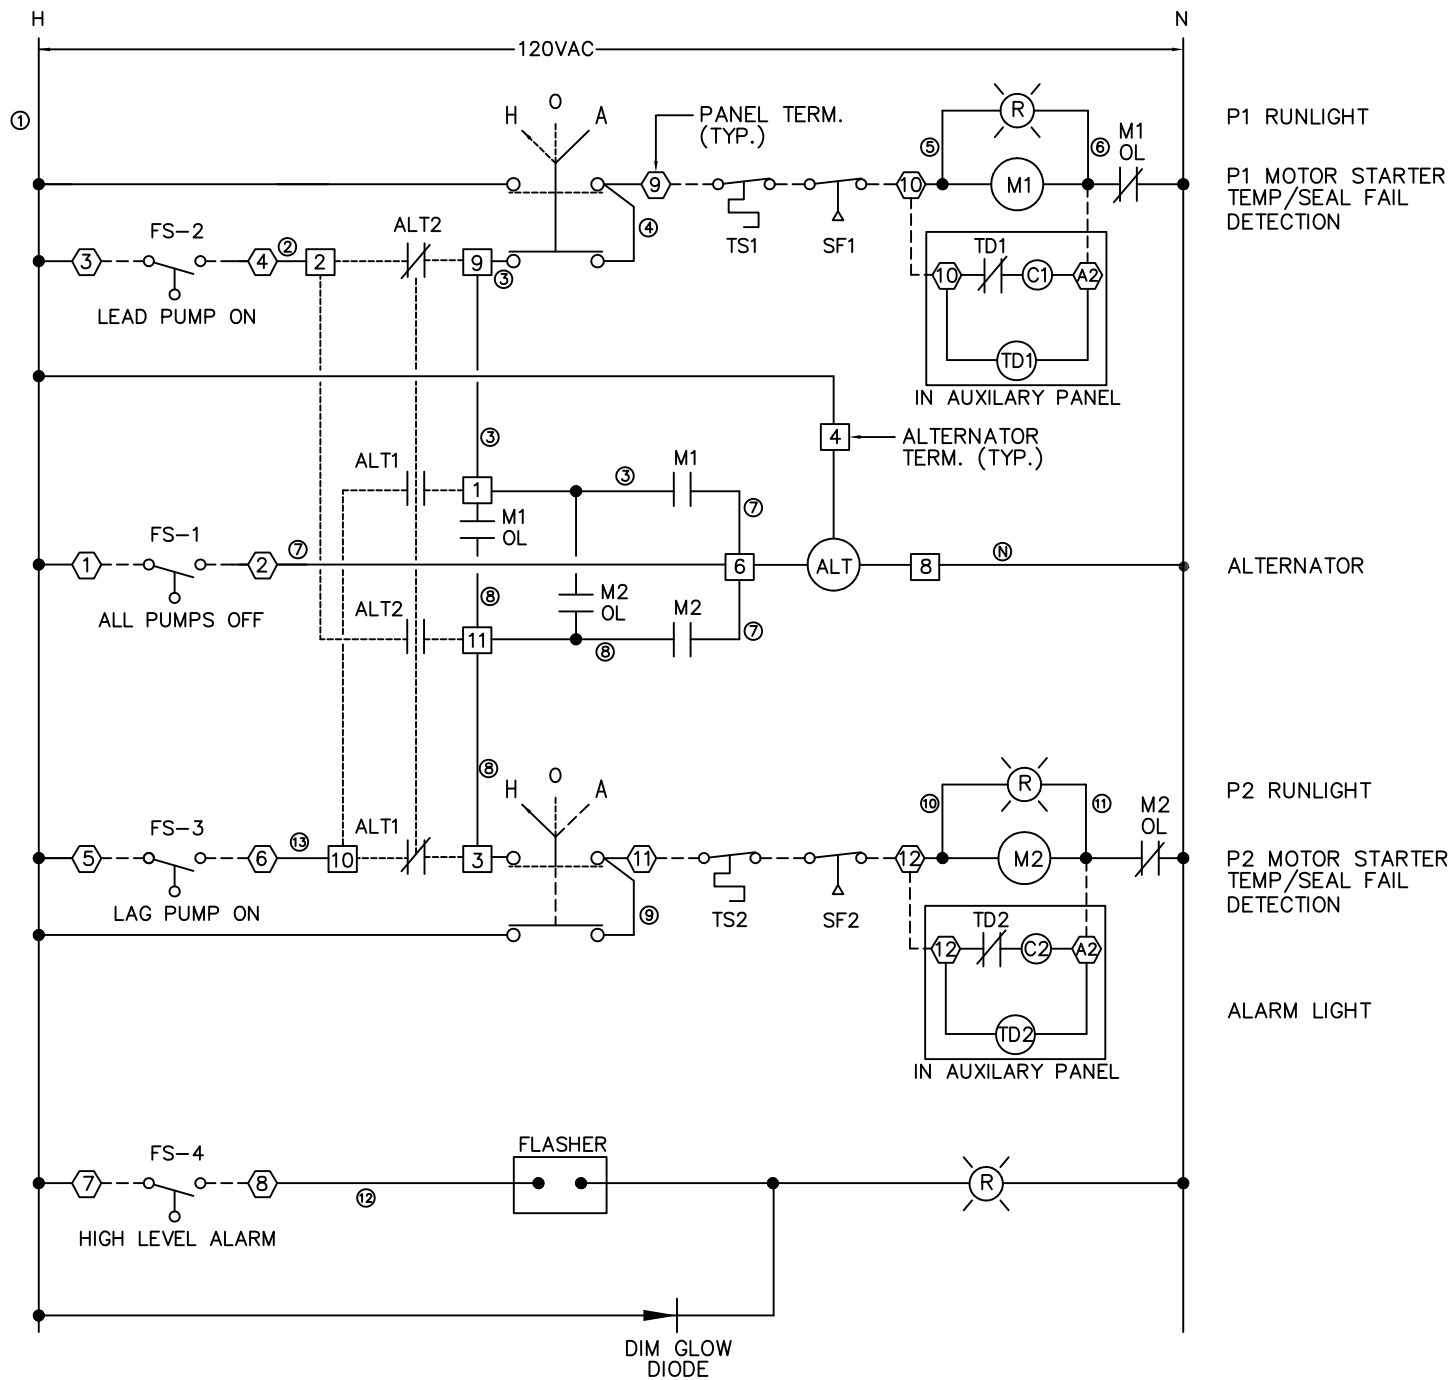 H
N
120VAC
1
H O A
PANEL TERM.
(TYP.)
R
P1 RUNLIGHT
5
6
M1
OL
9
10
M1
P1 MOTOR STARTER
TEMP/SEAL FAIL
DETECTION
TS1
SF1
4
FS-2
ALT2
3
4
2
2
9
3
LEAD PUMP ON
TD1
10
C1
A2
TD1
IN AUXILARY PANEL
4
ALTERNATOR
TERM. (TYP.)
3
ALT1
1
3
M1
M1
OL
7
FS-1
1
2
7
6
ALT
8
N
ALTERNATOR
ALL PUMPS OFF
ALT2
8
M2
OL
M2
11
8
7
8
H O A
R
P2 RUNLIGHT
10
11
M2
OL
FS-3
ALT1
5
6
13
10
3
11
12
M2
P2 MOTOR STARTER
TEMP/SEAL FAIL
DETECTION
LAG PUMP ON
9
TS2
SF2
TD2
12
C2
A2
TD2
IN AUXILARY PANEL
ALARM LIGHT
FS-4
FLASHER
7
8
12
R
HIGH LEVEL ALARM
DIM GLOW
DIODE